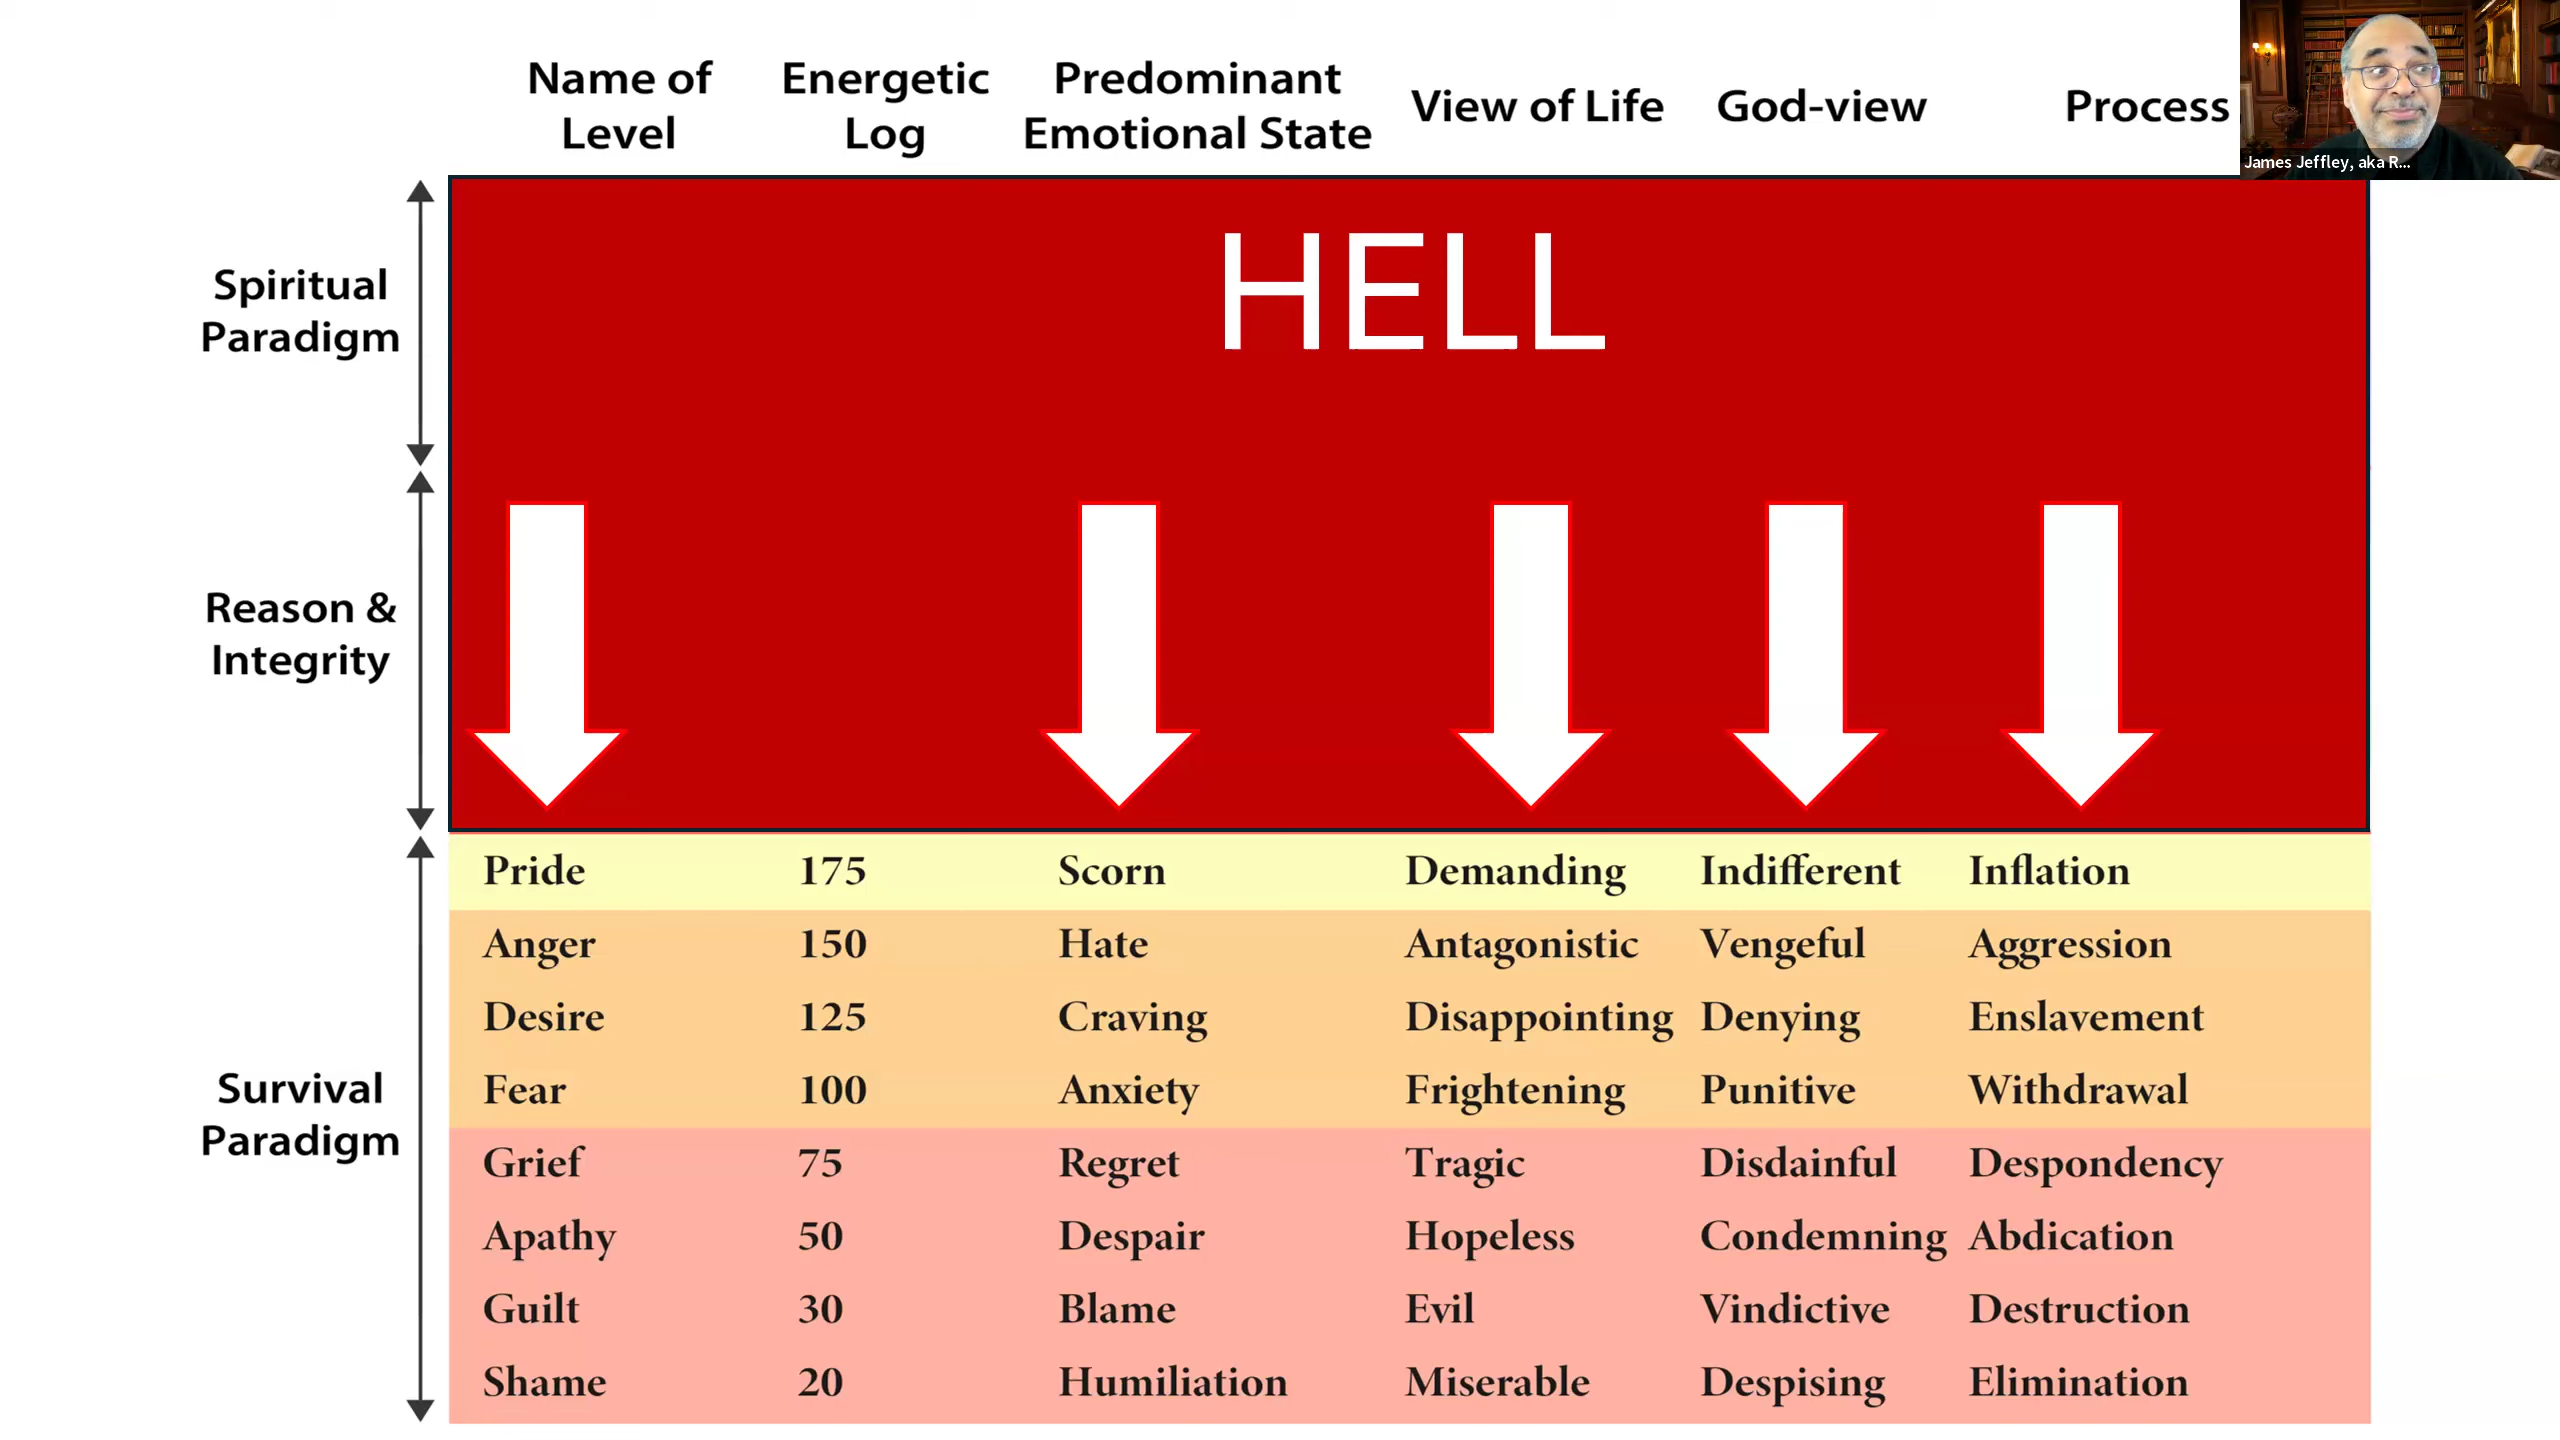 Name of Level
Energetic Log
Predominant Emotional State
View of Life
God-view
Process
James Jeffley, aka R...
Spiritual Paradigm
HELL
Reason & Integrity
Survival Paradigm
Pride 175 Scorn Demanding Indifferent Inflation
Anger 150 Hate Antagonistic Vengeful Aggression
Desire 125 Craving Disappointing Denying Enslavement
Fear 100 Anxiety Frightening Punitive Withdrawal
Grief 75 Regret Tragic Disdainful Despondency
Apathy 50 Despair Hopeless Condemning Abdication
Guilt 30 Blame Evil Vindictive Destruction
Shame 20 Humiliation Miserable Despising Elimination